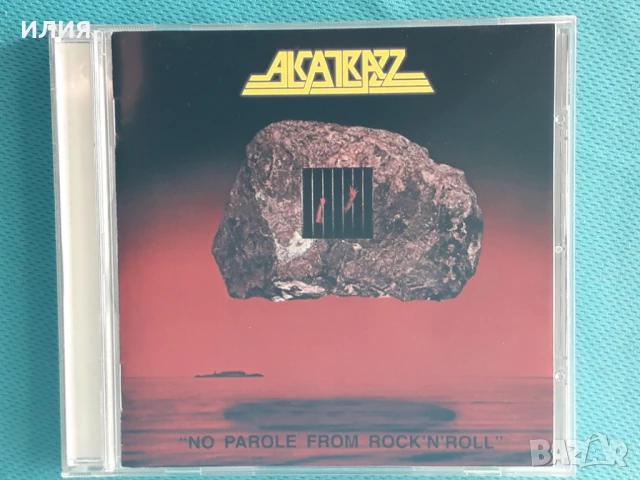 илия
ALCATRAZZ
"NO PAROLE FROM ROCK'N'ROLL"
BAZAR